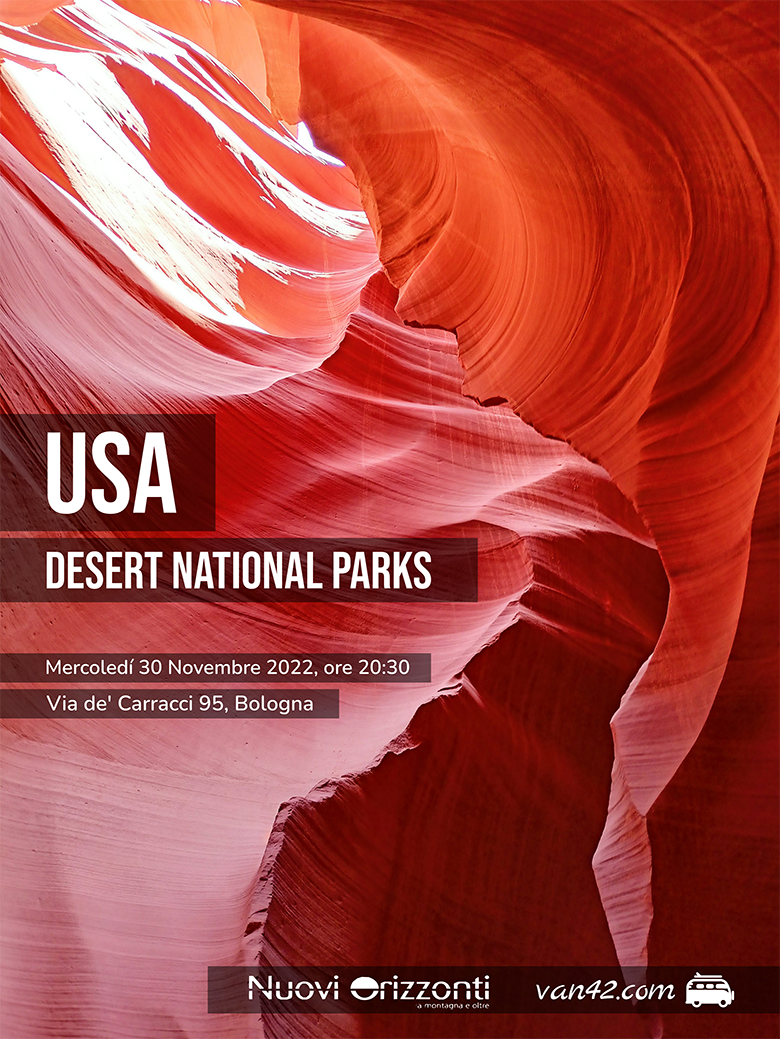 USA
DESERT NATIONAL PARKS
Mercoledí 30 Novembre 2022, ore 20:30
Via de' Carracci 95, Bologna
Nuovi Orizzonti
a montagna e oltre
van42.com